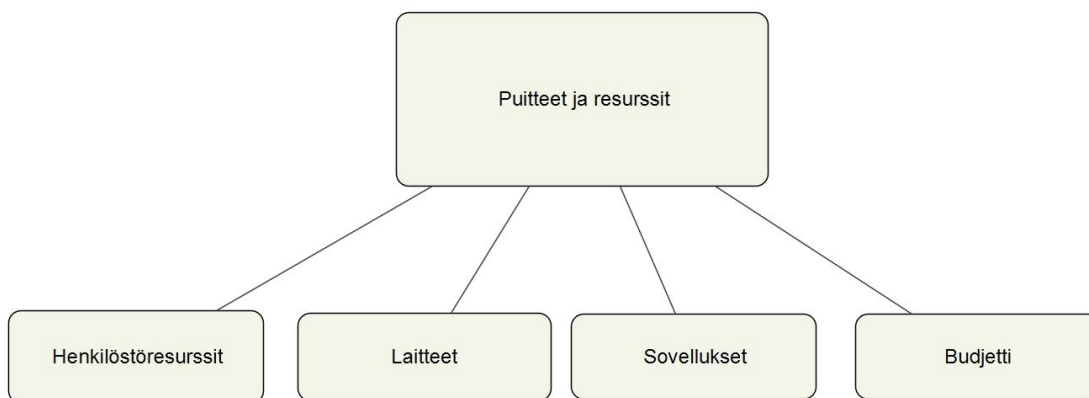 Puitteet ja resurssit
Henkilöstöresurssit
Laitteet
Sovellukset
Budjetti